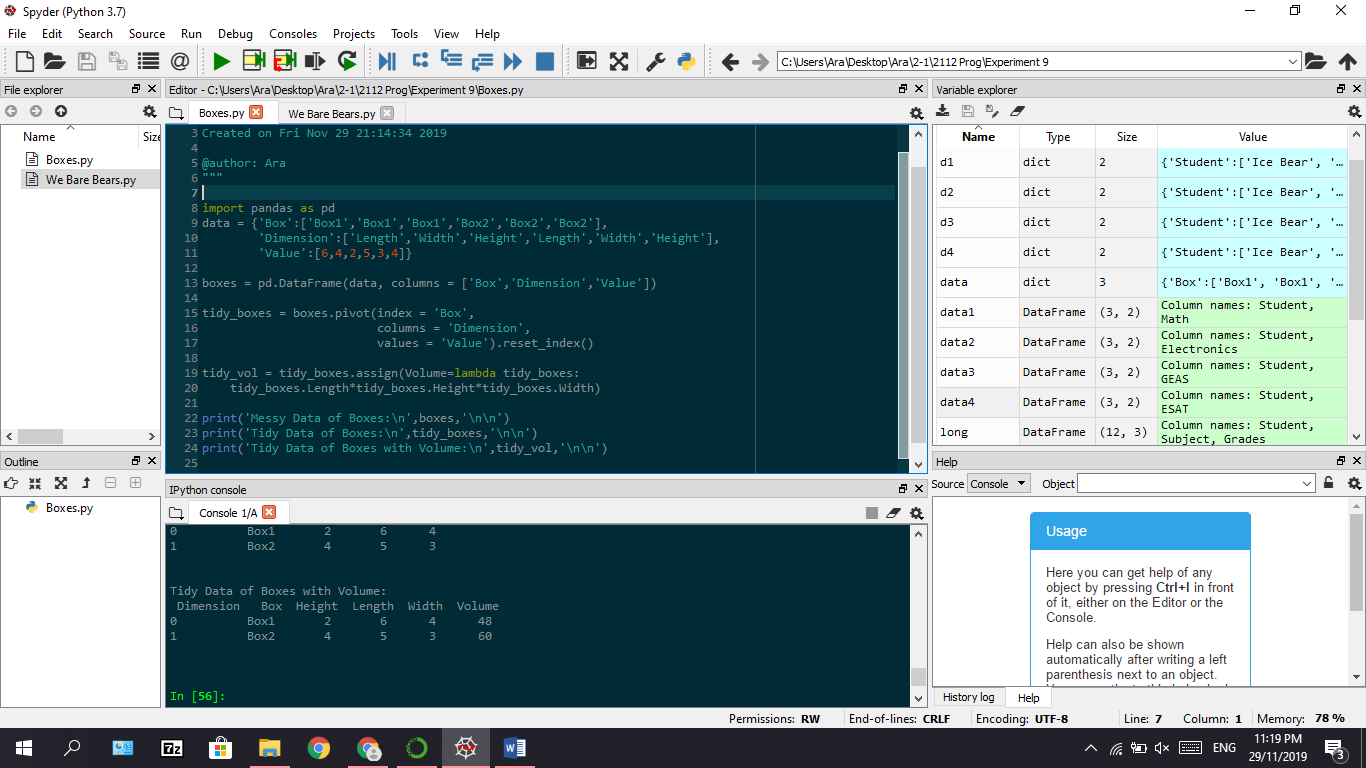 Spyder (Python 3.7)
File Edit Search Source Run Debug Consoles Projects Tools View Help
C:\Users\Ara\Desktop\Ara\2-1\2112 Prog\Experiment 9
File explorer
Name Size
Boxes.py
We Bare Bears.py
Outline
Boxes.py
Editor - C:\Users\Ara\Desktop\Ara\2-1\2112 Prog\Experiment 9\Boxes.py
Boxes.py We Bare Bears.py
3 Created on Fri Nov 29 21:14:34 2019
4
5 @author: Ara
6 """
7
8 import pandas as pd
9 data = {'Box':['Box1','Box1','Box1','Box2','Box2','Box2'],
10 'Dimension':['Length','Width','Height','Length','Width','Height'],
11 'Value':[6,4,2,5,3,4]}
12
13 boxes = pd.DataFrame(data, columns = ['Box','Dimension','Value'])
14
15 tidy_boxes = boxes.pivot(index = 'Box',
16 columns = 'Dimension',
17 values = 'Value').reset_index()
18
19 tidy_vol = tidy_boxes.assign(Volume=lambda tidy_boxes:
20 tidy_boxes.Length*tidy_boxes.Height*tidy_boxes.Width)
21
22 print('Messy Data of Boxes:\n',boxes,'\n\n')
23 print('Tidy Data of Boxes:\n',tidy_boxes,'\n\n')
24 print('Tidy Data of Boxes with Volume:\n',tidy_vol,'\n\n')
25
IPython console
Console 1/A
0 Box1 2 6 4
1 Box2 4 5 3
Tidy Data of Boxes with Volume:
Dimension Box Height Length Width Volume
0 Box1 2 6 4 48
1 Box2 4 5 3 60
In [56]:
Variable explorer
Name Type Size Value
d1 dict 2 {'Student':['Ice Bear', '...
d2 dict 2 {'Student':['Ice Bear', '...
d3 dict 2 {'Student':['Ice Bear', '...
d4 dict 2 {'Student':['Ice Bear', '...
data dict 3 {'Box':['Box1', 'Box1', '...
data1 DataFrame (3, 2) Column names: Student,
Math
data2 DataFrame (3, 2) Column names: Student,
Electronics
data3 DataFrame (3, 2) Column names: Student,
GEAS
data4 DataFrame (3, 2) Column names: Student,
ESAT
long DataFrame (12, 3) Column names: Student,
Subject, Grades
Help
Source Console Object
Usage
Here you can get help of any
object by pressing Ctrl+I in front
of it, either on the Editor or the
Console.
Help can also be shown
automatically after writing a left
parenthesis next to an object.
History log Help
Permissions: RW End-of-lines: CRLF Encoding: UTF-8 Line: 7 Column: 1 Memory: 78 %
7z
W
ENG
11:19 PM
29/11/2019
3